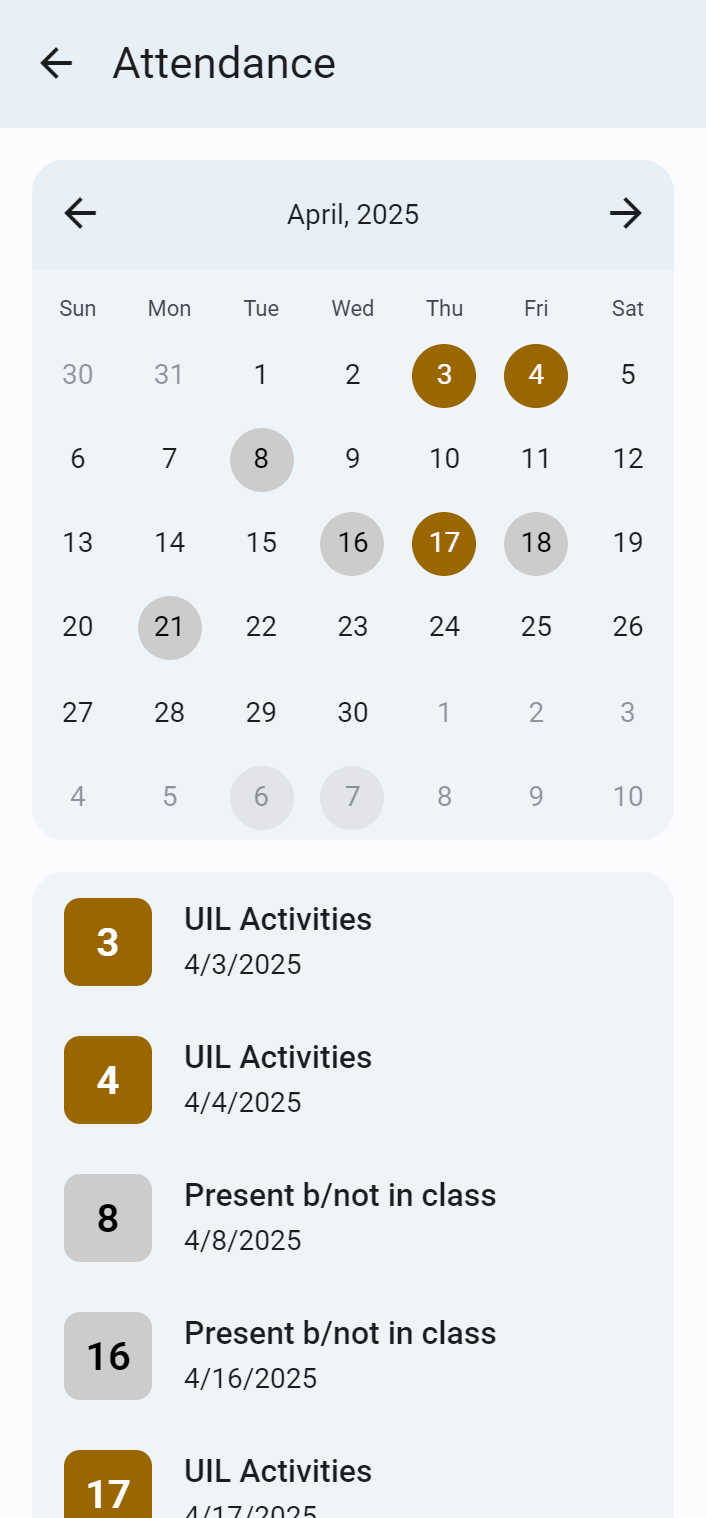 Attendance
April, 2025
Sun Mon Tue Wed Thu Fri Sat
30 31 1 2 3 4 5
6 7 8 9 10 11 12
13 14 15 16 17 18 19
20 21 22 23 24 25 26
27 28 29 30 1 2 3
4 5 6 7 8 9 10
3 UIL Activities
4/3/2025
4 UIL Activities
4/4/2025
8 Present b/not in class
4/8/2025
16 Present b/not in class
4/16/2025
17 UIL Activities
4/17/2025